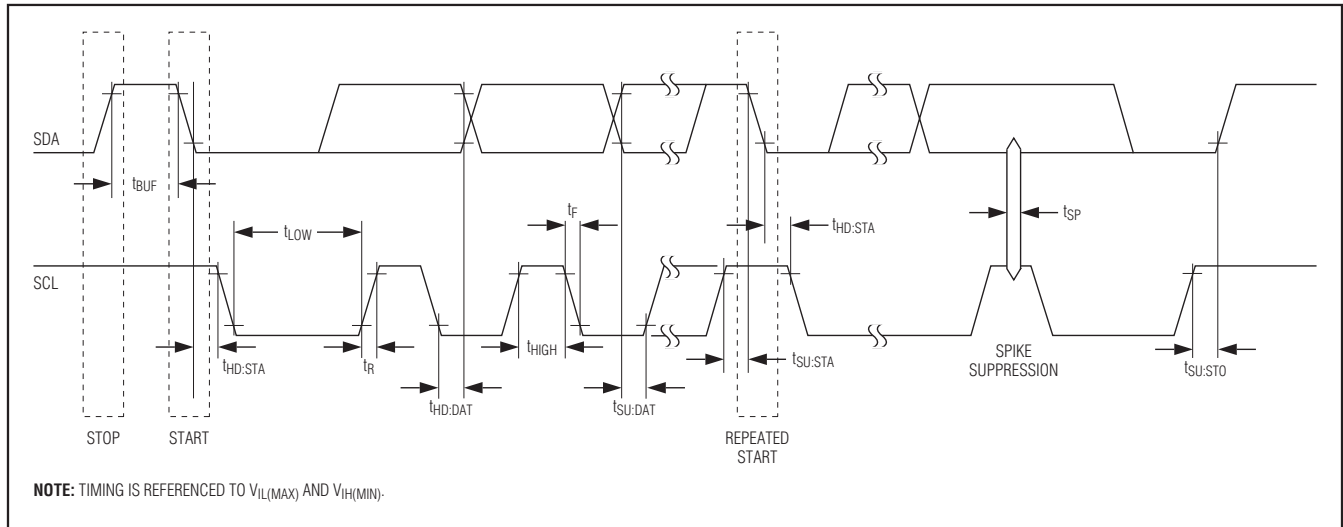 SDA
tBUF
tLOW
tF
tHD:STA
tSP
SCL
tHD:STA
tR
tHD:DAT
tHIGH
tSU:DAT
tSU:STA
SPIKE
SUPPRESSION
tSU:STO
STOP
START
REPEATED
START
NOTE: TIMING IS REFERENCED TO VIL(MAX) AND VIH(MIN).